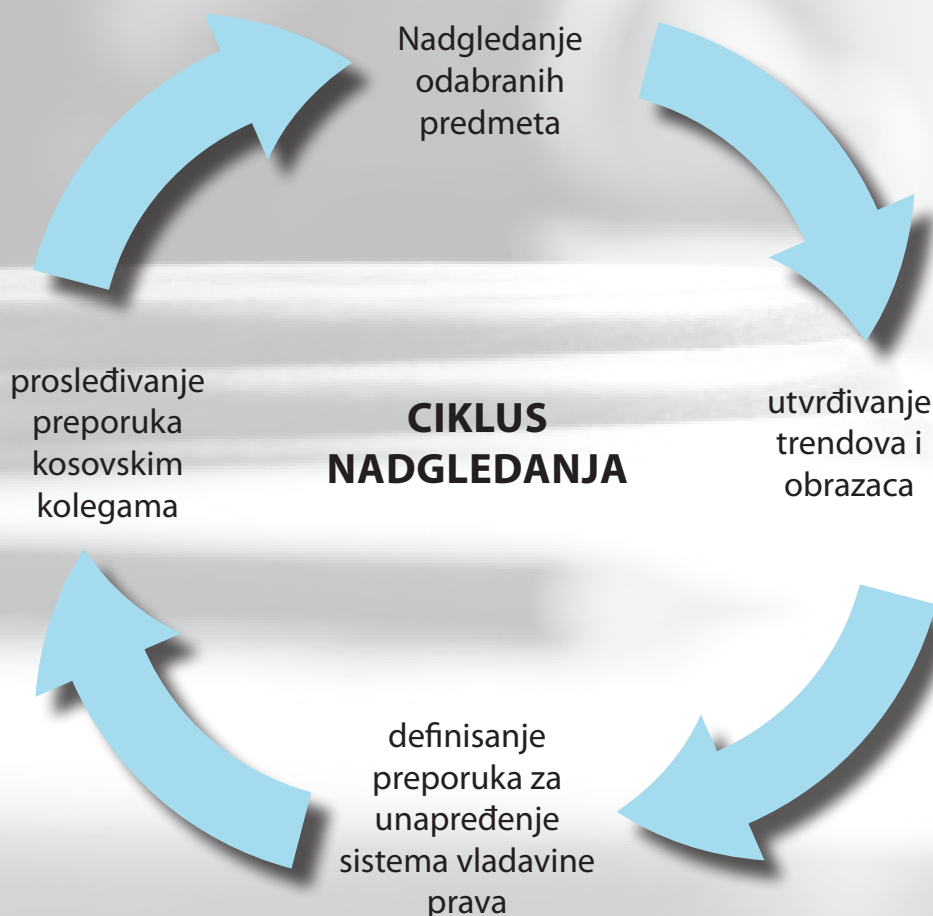 Nadgledanje
odabranih
predmeta
utvrđivanje
trendova i
obrazaca
definisanje
preporuka za
unapređenje
sistema vladavine
prava
prosleđivanje
preporuka
kosovskim
kolegama
CIKLUS
NADGLEDANJA